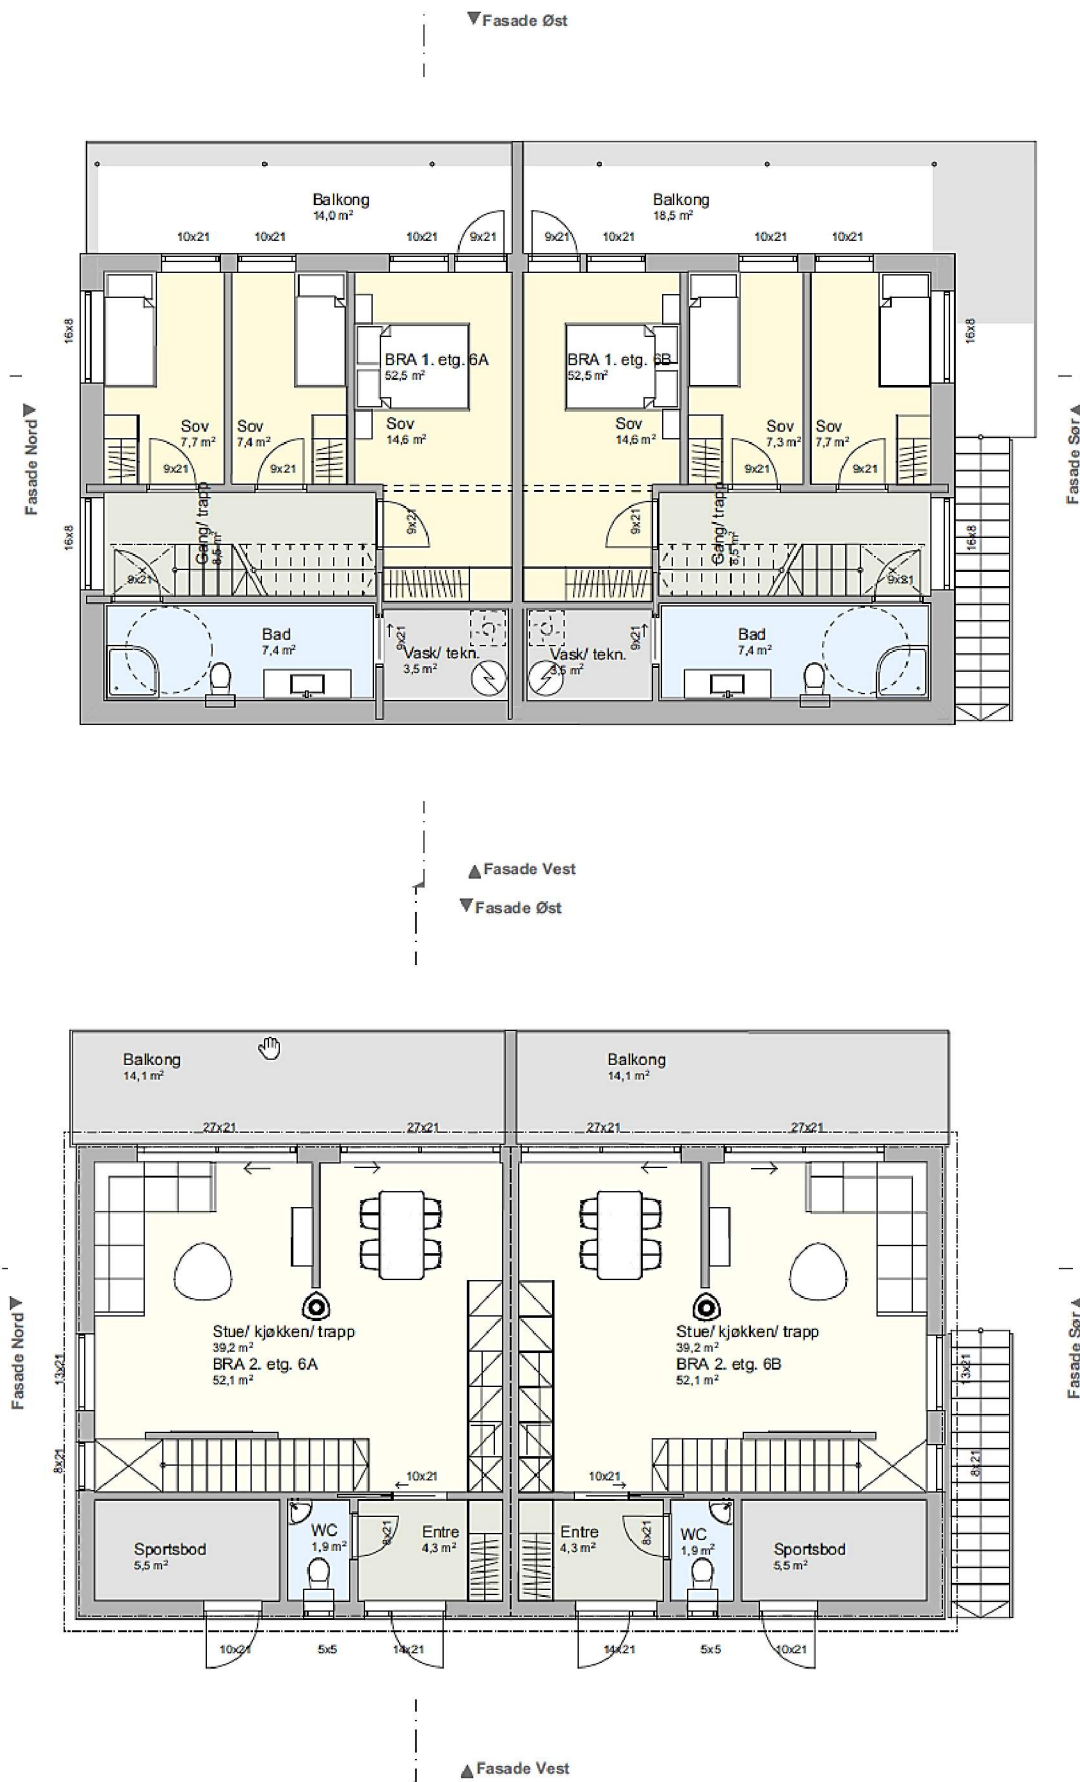 Fasade Øst
Balkong
14,0 m²
Balkong
18,5 m²
10x21
10x21
10x21
9x21
9x21
10x21
10x21
10x21
16x8
16x8
BRA 1. etg. 6A
52,5 m²
BRA 1. etg. 6B
52,5 m²
Fasade Nord
Fasade Sør
Sov
7,7 m²
Sov
7,4 m²
Sov
14,6 m²
Sov
14,6 m²
Sov
7,3 m²
Sov
7,7 m²
9x21
9x21
9x21
9x21
16x8
Gang/ trapp
8,5 m²
9x21
9x21
Gang/ trapp
8,5 m²
16x8
9x21
9x21
Bad
7,4 m²
9x21
Vask/ tekn.
3,5 m²
9x21
Vask/ tekn.
3,5 m²
Bad
7,4 m²
Fasade Vest
Fasade Øst
Balkong
14,1 m²
Balkong
14,1 m²
27x21
27x21
27x21
27x21
Fasade Nord
Fasade Sør
Stue/ kjøkken/ trapp
39,2 m²
BRA 2. etg. 6A
52,1 m²
Stue/ kjøkken/ trapp
39,2 m²
BRA 2. etg. 6B
52,1 m²
13x21
13x21
8x21
8x21
10x21
10x21
Sportsbod
5,5 m²
WC
1,9 m²
8x21
Entre
4,3 m²
Entre
4,3 m²
8x21
WC
1,9 m²
Sportsbod
5,5 m²
10x21
5x5
14x21
14x21
5x5
10x21
Fasade Vest